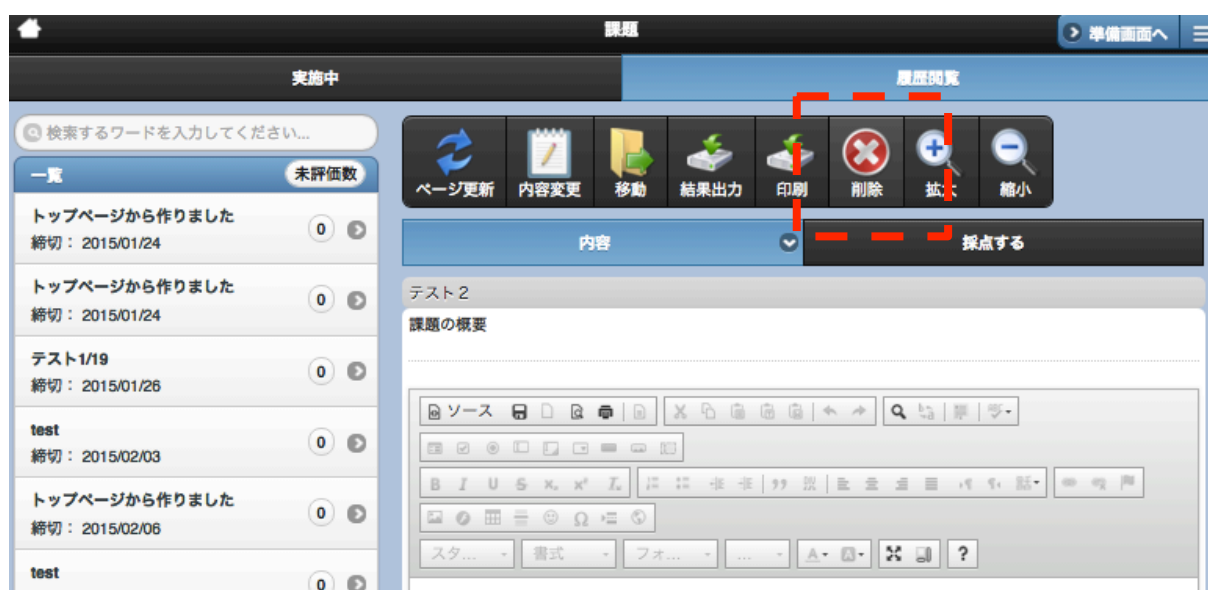 課題
準備画面へ
実施中
履歴閲覧
検索するワードを入力してください...
一覧
未評価数
トップページから作りました
締切： 2015/01/24
0
トップページから作りました
締切： 2015/01/24
0
テスト1/19
締切： 2015/01/26
0
test
締切： 2015/02/03
0
トップページから作りました
締切： 2015/02/06
0
test
0
ページ更新
内容変更
移動
結果出力
印刷
削除
拡大
縮小
内容
採点する
テスト２
課題の概要
ソース
B I U S x₂ x² Tx
スタ...
書式
フォ...
...
A
A
?